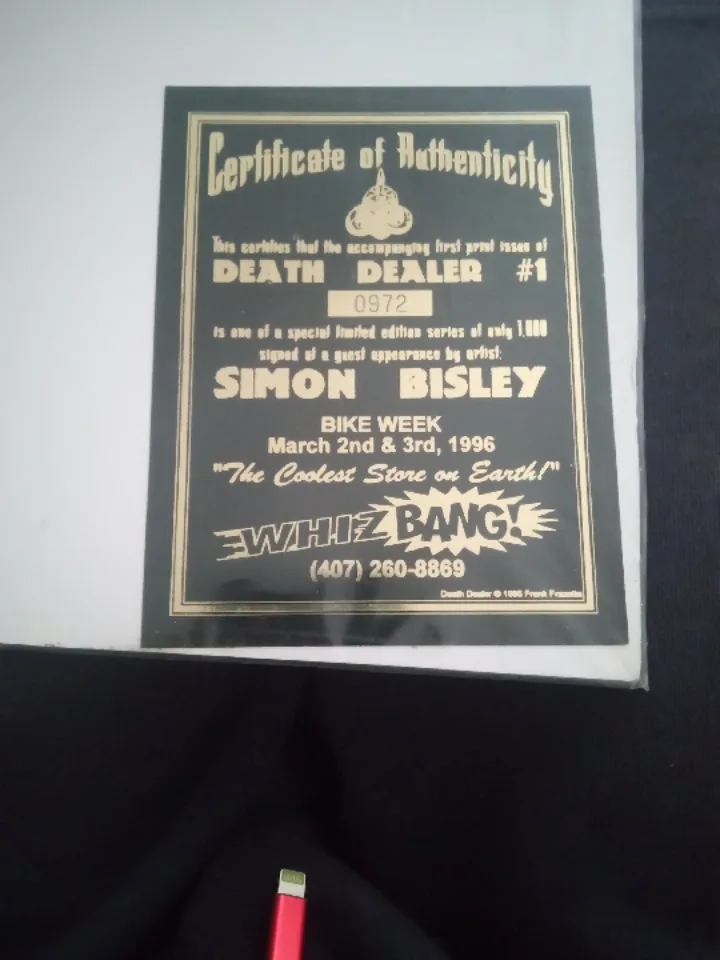 Certificate of Authenticity
This certifies that the accompanying first print issue of
DEATH DEALER #1
0972
is one of a special limited edition series of only 1,000
signed at a guest appearance by artist:
SIMON BISLEY
BIKE WEEK
March 2nd & 3rd, 1996
"The Coolest Store on Earth!"
WHIZ BANG!
(407) 260-8869
Death Dealer © 1995 Frank Frazetta